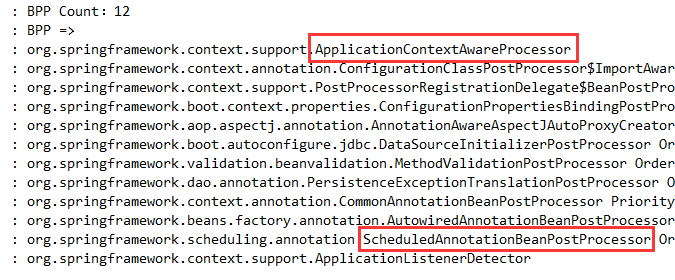 : BPP Count: 12
: BPP =>
: org.springframework.context.support.ApplicationContextAwareProcessor
: org.springframework.context.annotation.ConfigurationClassPostProcessor$ImportAwar
: org.springframework.context.support.PostProcessorRegistrationDelegate$BeanPostPro
: org.springframework.boot.context.properties.ConfigurationPropertiesBindingPostPro
: org.springframework.aop.aspectj.annotation.AnnotationAwareAspectJAutoProxyCreator
: org.springframework.boot.autoconfigure.jdbc.DataSourceInitializerPostProcessor Or
: org.springframework.validation.beanvalidation.MethodValidationPostProcessor Order
: org.springframework.dao.annotation.PersistenceExceptionTranslationPostProcessor O
: org.springframework.context.annotation.CommonAnnotationBeanPostProcessor Priority
: org.springframework.beans.factory.annotation.AutowiredAnnotationBeanPostProcessor
: org.springframework.scheduling.annotation.ScheduledAnnotationBeanPostProcessor Or
: org.springframework.context.support.ApplicationListenerDetector